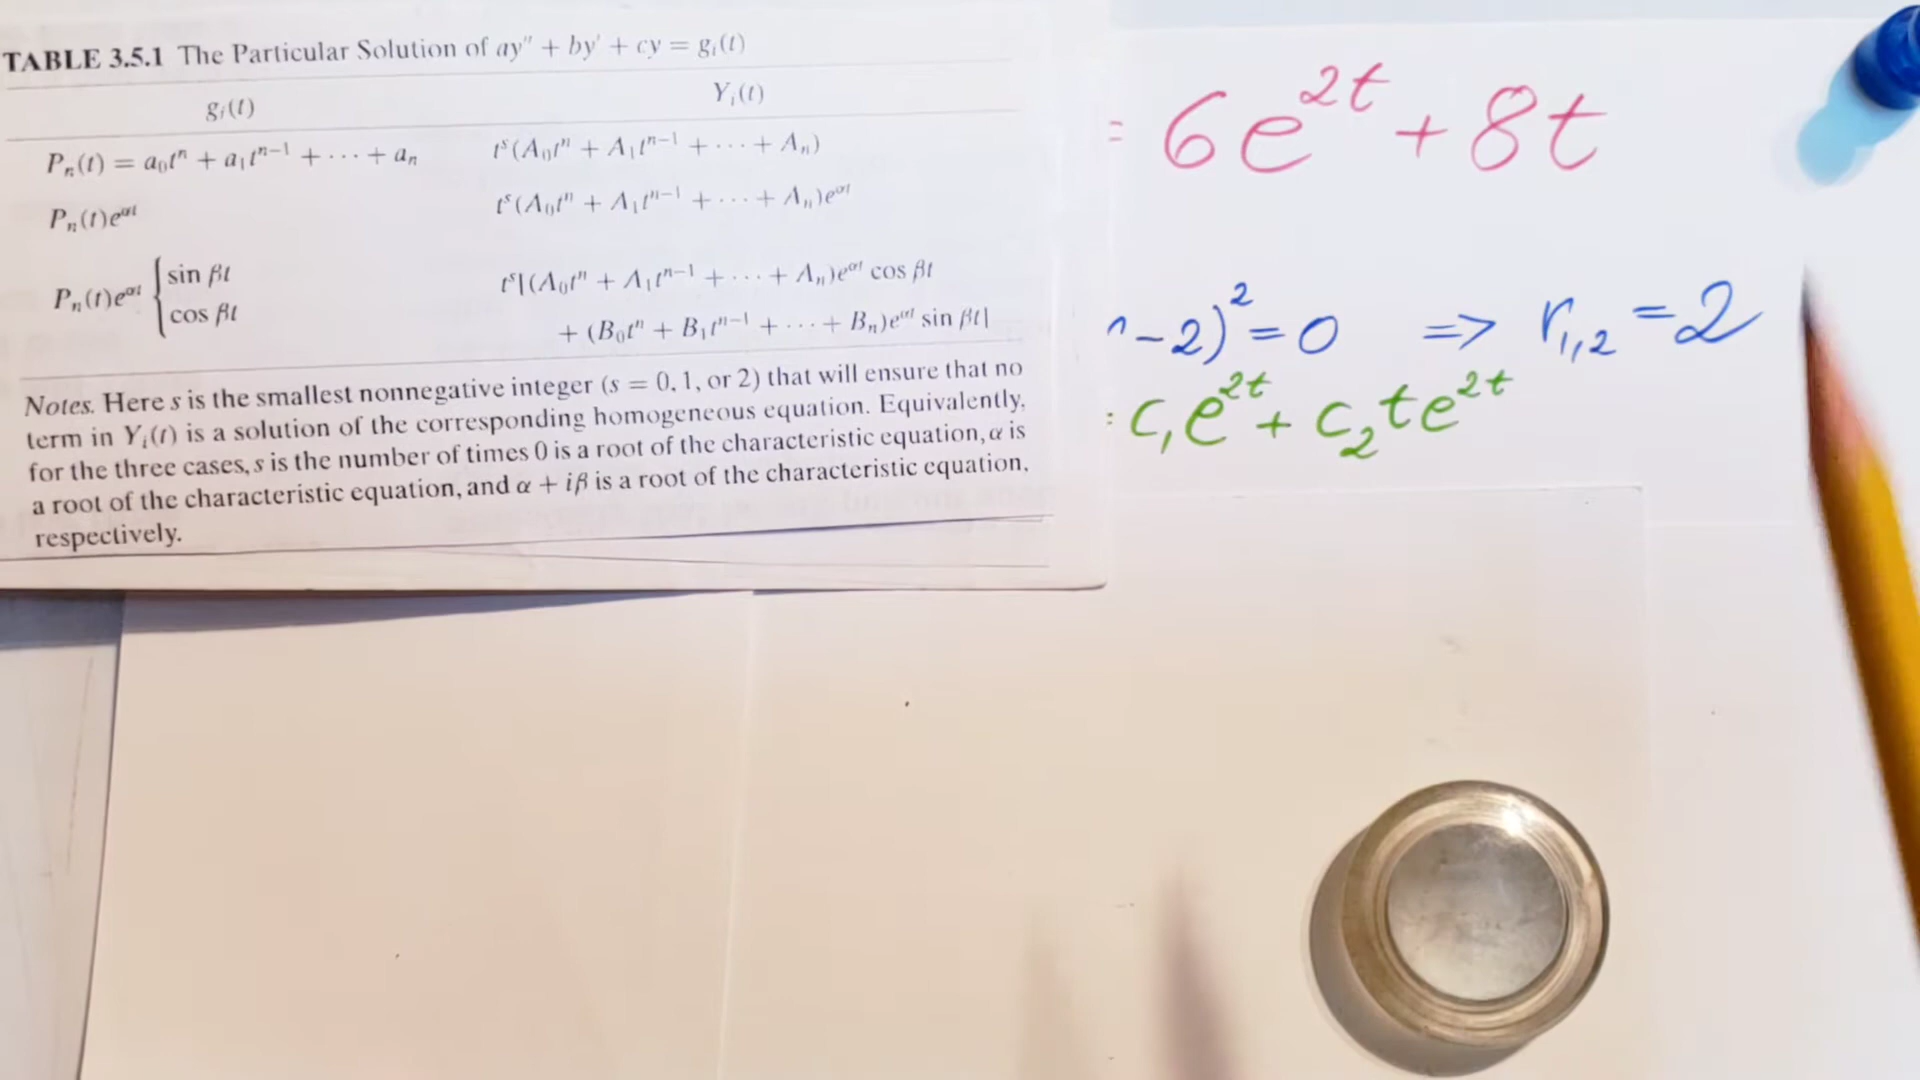 TABLE 3.5.1 The Particular Solution of ay″ + by′ + cy = gᵢ(t)
gᵢ(t) Yᵢ(t)
Pₙ(t) = a₀tⁿ + a₁tⁿ⁻¹ + ··· + aₙ tˢ(A₀tⁿ + A₁tⁿ⁻¹ + ··· + Aₙ)
Pₙ(t)e^αt tˢ(A₀tⁿ + A₁tⁿ⁻¹ + ··· + Aₙ)e^αt
Pₙ(t)e^αt { sin βt
cos βt
tˢ[(A₀tⁿ + A₁tⁿ⁻¹ + ··· + Aₙ)e^αt cos βt
+ (B₀tⁿ + B₁tⁿ⁻¹ + ··· + Bₙ)e^αt sin βt]
Notes. Here s is the smallest nonnegative integer (s = 0, 1, or 2) that will ensure that no
term in Yᵢ(t) is a solution of the corresponding homogeneous equation. Equivalently,
for the three cases, s is the number of times 0 is a root of the characteristic equation, α is
a root of the characteristic equation, and α + iβ is a root of the characteristic equation,
respectively.
= 6e^2t + 8t
-2)² = 0 => r₁,₂ = 2
= c₁e^2t + c₂te^2t